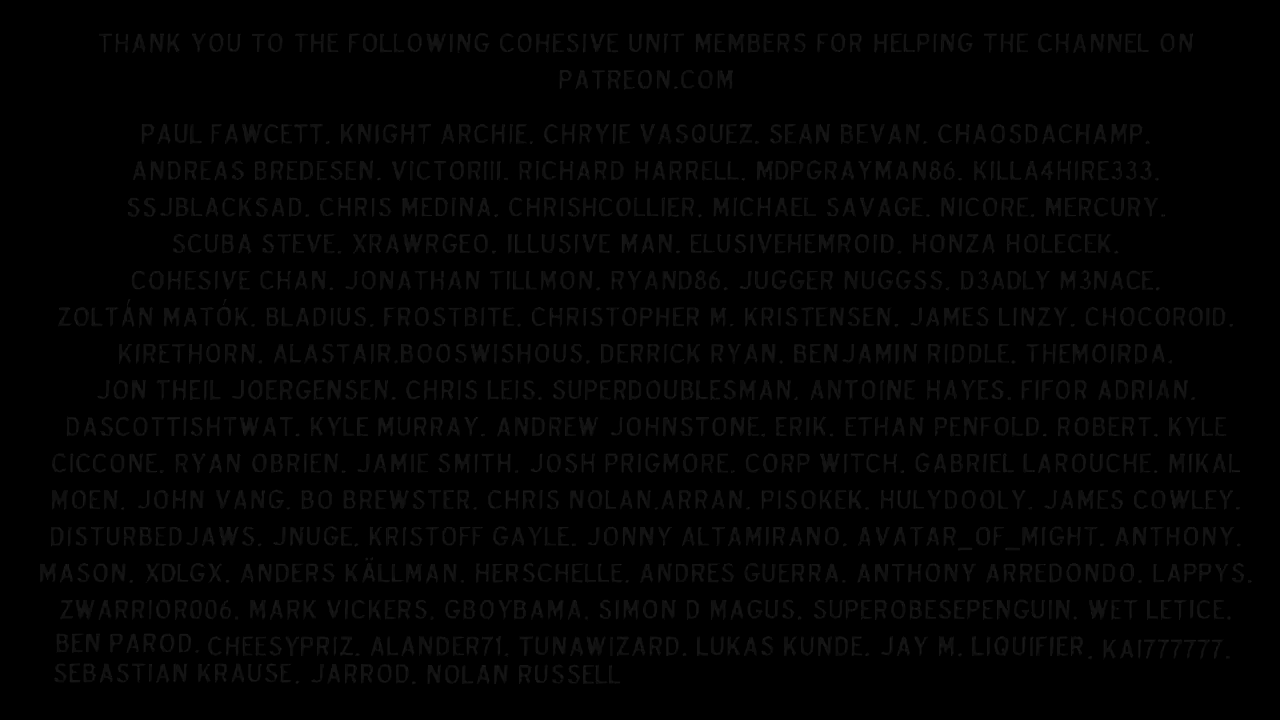 THANK YOU TO THE FOLLOWING COHESIVE UNIT MEMBERS FOR HELPING THE CHANNEL ON
PATREON.COM
PAUL FAWCETT, KNIGHT ARCHIE, CHRYIE VASQUEZ, SEAN BEVAN, CHAOSDACHAMP,
ANDREAS BREDESEN, VICTORIII, RICHARD HARRELL, MDPGRAYMAN86, KILLA4HIRE333,
SSJBLACKSAD, CHRIS MEDINA, CHRISHCOLLIER, MICHAEL SAVAGE, NICORE, MERCURY,
SCUBA STEVE, XRAWRGEO, ILLUSIVE MAN, ELUSIVEHEMROID, HONZA HOLECEK,
COHESIVE CHAN, JONATHAN TILLMON, RYAND86, JUGGER NUGGSS, D3ADLY M3NACE,
ZOLTÁN MATÓK, BLADIUS, FROSTBITE, CHRISTOPHER M. KRISTENSEN, JAMES LINZY, CHOCOROID,
KIRETHORN, ALASTAIR,BOOSWISHOUS, DERRICK RYAN, BENJAMIN RIDDLE, THEMOIRDA,
JON THEIL JOERGENSEN, CHRIS LEIS, SUPERDOUBLESMAN, ANTOINE HAYES, FIFOR ADRIAN,
DASCOTTISHTWAT, KYLE MURRAY, ANDREW JOHNSTONE, ERIK, ETHAN PENFOLD, ROBERT, KYLE
CICCONE, RYAN OBRIEN, JAMIE SMITH, JOSH PRIGMORE, CORP WITCH, GABRIEL LAROUCHE, MIKAL
MOEN, JOHN VANG, BO BREWSTER, CHRIS NOLAN,ARRAN, PISOKEK, HULYDOOLY, JAMES COWLEY,
DISTURBEDJAWS, JNUGE, KRISTOFF GAYLE, JONNY ALTAMIRANO, AVATAR_OF_MIGHT, ANTHONY,
MASON, XDLGX, ANDERS KÄLLMAN, HERSCHELLE, ANDRES GUERRA, ANTHONY ARREDONDO, LAPPYS,
ZWARRIOR006, MARK VICKERS, GBOYBAMA, SIMON D MAGUS, SUPEROBESEPENGUIN, WET LETICE,
BEN PAROD, CHEESYPRIZ, ALANDER71, TUNAWIZARD, LUKAS KUNDE, JAY M, LIQUIFIER, KAI777777,
SEBASTIAN KRAUSE, JARROD, NOLAN RUSSELL